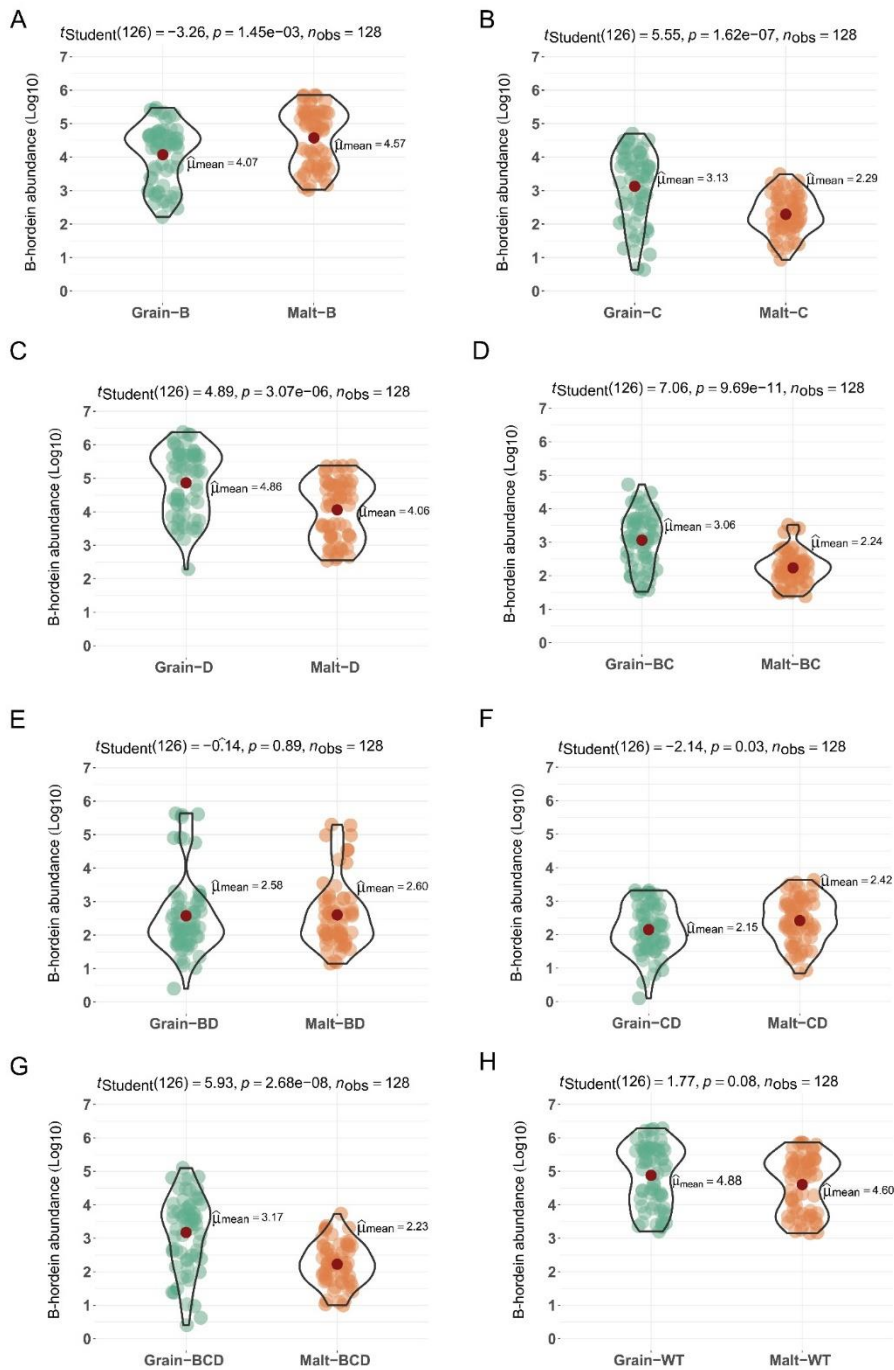 A
tStudent(126) = −3.26, p = 1.45e−03, nobs = 128
B-hordein abundance (Log10)
7
6
5
4
3
2
1
0
μ̂mean = 4.07
μ̂mean = 4.57
Grain−B
Malt−B
B
tStudent(126) = 5.55, p = 1.62e−07, nobs = 128
B-hordein abundance (Log10)
7
6
5
4
3
2
1
0
μ̂mean = 3.13
μ̂mean = 2.29
Grain−C
Malt−C
C
tStudent(126) = 4.89, p = 3.07e−06, nobs = 128
B-hordein abundance (Log10)
7
6
5
4
3
2
1
0
μ̂mean = 4.86
μ̂mean = 4.06
Grain−D
Malt−D
D
tStudent(126) = 7.06, p = 9.69e−11, nobs = 128
B-hordein abundance (Log10)
7
6
5
4
3
2
1
0
μ̂mean = 3.06
μ̂mean = 2.24
Grain−BC
Malt−BC
E
tStudent(126) = −0.14, p = 0.89, nobs = 128
B-hordein abundance (Log10)
7
6
5
4
3
2
1
0
μ̂mean = 2.58
μ̂mean = 2.60
Grain−BD
Malt−BD
F
tStudent(126) = −2.14, p = 0.03, nobs = 128
B-hordein abundance (Log10)
7
6
5
4
3
2
1
0
μ̂mean = 2.15
μ̂mean = 2.42
Grain−CD
Malt−CD
G
tStudent(126) = 5.93, p = 2.68e−08, nobs = 128
B-hordein abundance (Log10)
7
6
5
4
3
2
1
0
μ̂mean = 3.17
μ̂mean = 2.23
Grain−BCD
Malt−BCD
H
tStudent(126) = 1.77, p = 0.08, nobs = 128
B-hordein abundance (Log10)
7
6
5
4
3
2
1
0
μ̂mean = 4.88
μ̂mean = 4.60
Grain−WT
Malt−WT